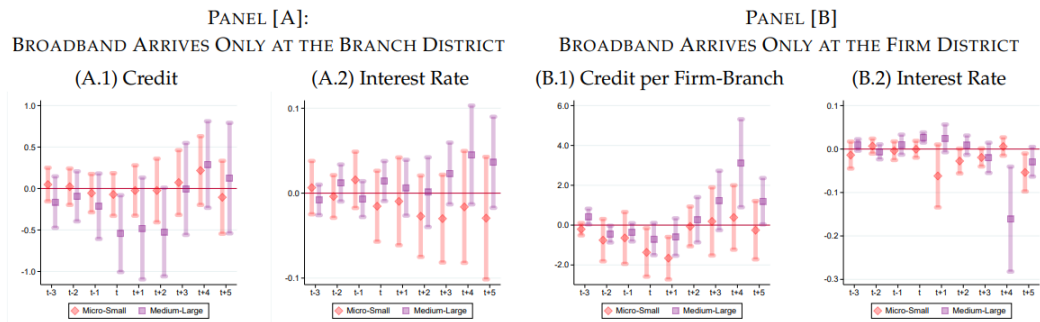 PANEL [A]:
BROADBAND ARRIVES ONLY AT THE BRANCH DISTRICT
(A.1) Credit
(A.2) Interest Rate
1.0
0.5
0.0
-0.5
-1.0
t-3 t-2 t-1 t t+1 t+2 t+3 t+4 t+5
Micro-Small Medium-Large
0.1
0.0
-0.1
t-3 t-2 t-1 t t+1 t+2 t+3 t+4 t+5
Micro-Small Medium-Large
PANEL [B]
BROADBAND ARRIVES ONLY AT THE FIRM DISTRICT
(B.1) Credit per Firm-Branch
(B.2) Interest Rate
6.0
4.0
2.0
0.0
-2.0
t-3 t-2 t-1 t t+1 t+2 t+3 t+4 t+5
Micro-Small Medium-Large
0.1
0.0
-0.1
-0.2
-0.3
t-3 t-2 t-1 t t+1 t+2 t+3 t+4 t+5
Micro-Small Medium-Large